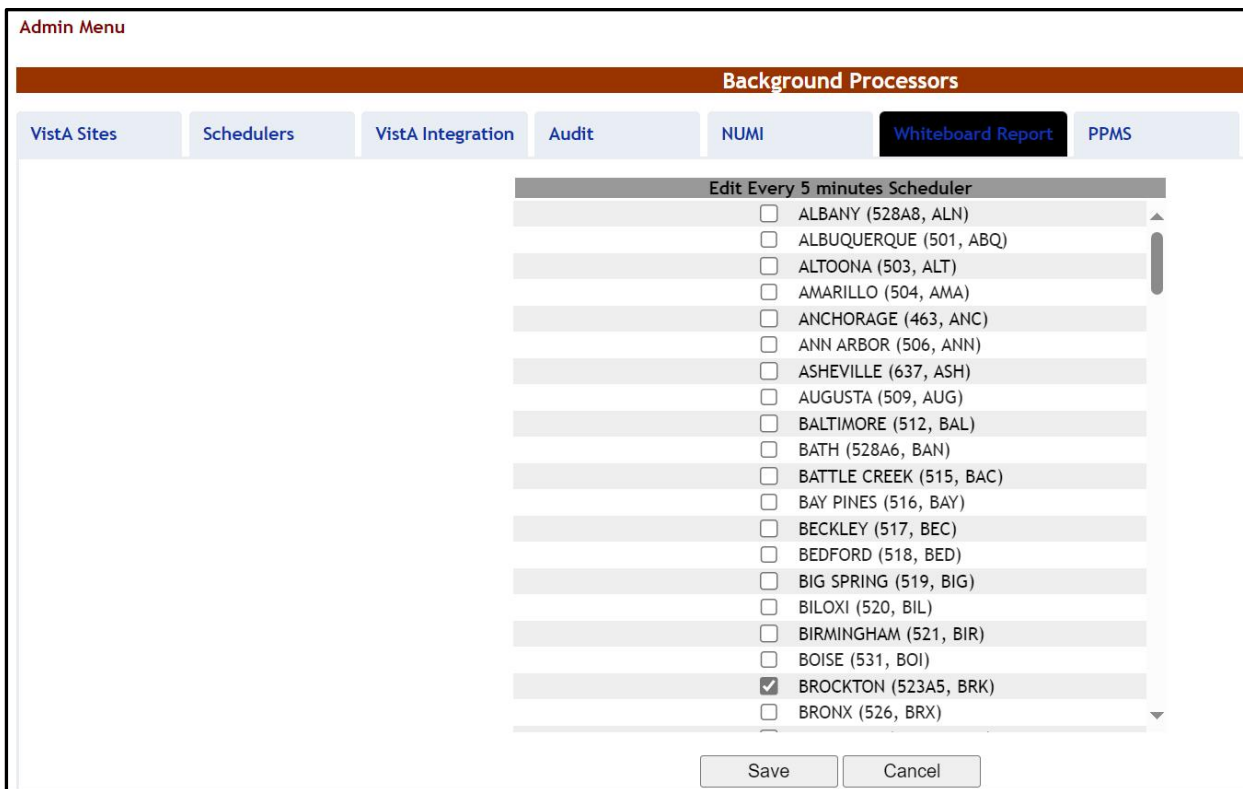 Admin Menu
Background Processors
VistA Sites Schedulers VistA Integration Audit NUMI Whiteboard Report PPMS
Edit Every 5 minutes Scheduler
ALBANY (528A8, ALN)
ALBUQUERQUE (501, ABQ)
ALTOONA (503, ALT)
AMARILLO (504, AMA)
ANCHORAGE (463, ANC)
ANN ARBOR (506, ANN)
ASHEVILLE (637, ASH)
AUGUSTA (509, AUG)
BALTIMORE (512, BAL)
BATH (528A6, BAN)
BATTLE CREEK (515, BAC)
BAY PINES (516, BAY)
BECKLEY (517, BEC)
BEDFORD (518, BED)
BIG SPRING (519, BIG)
BILOXI (520, BIL)
BIRMINGHAM (521, BIR)
BOISE (531, BOI)
BROCKTON (523A5, BRK)
BRONX (526, BRX)
Save Cancel